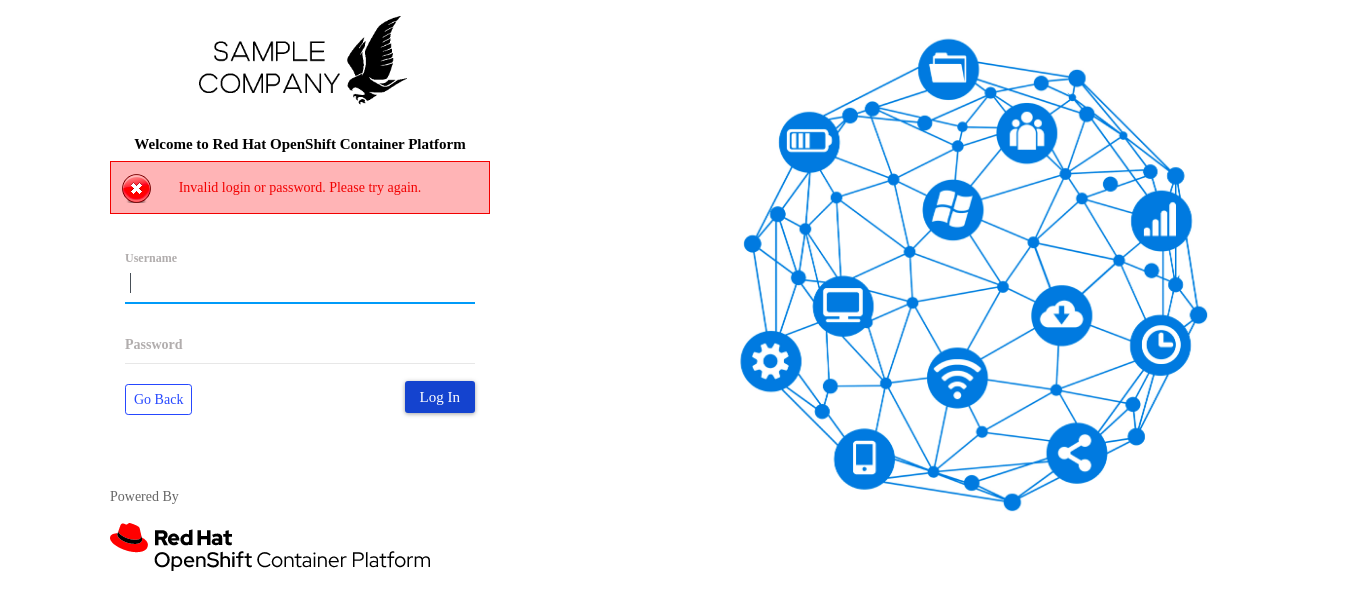 SAMPLE
COMPANY
Welcome to Red Hat OpenShift Container Platform
Invalid login or password. Please try again.
Username
Password
Go Back
Log In
Powered By
Red Hat
OpenShift Container Platform